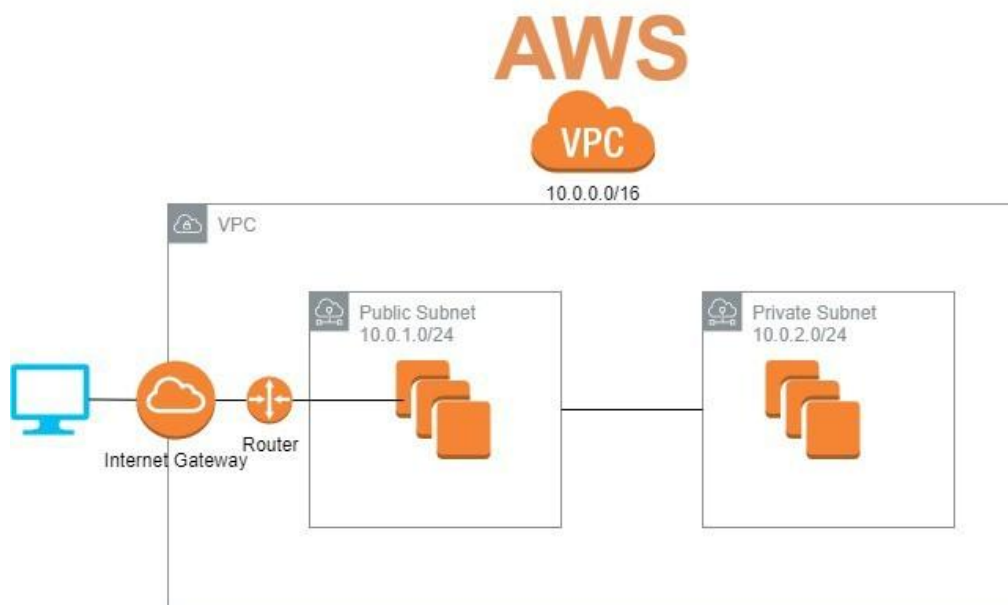 AWS
VPC
10.0.0.0/16
VPC
Public Subnet
10.0.1.0/24
Private Subnet
10.0.2.0/24
Internet Gateway
Router